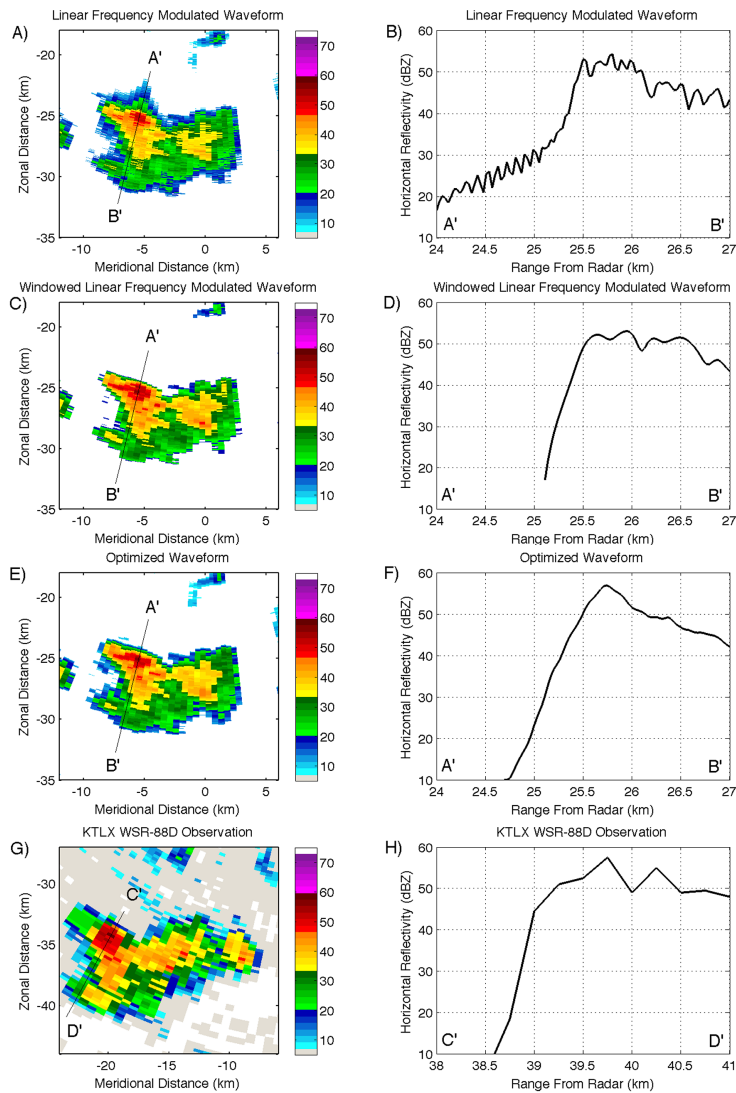 Linear Frequency Modulated Waveform
A)
A'
B'
-20
-25
-30
-35
-10
-5
0
5
Zonal Distance (km)
Meridional Distance (km)
70
60
50
40
30
20
10
Linear Frequency Modulated Waveform
B)
60
50
40
30
20
10
24
24.5
25
25.5
26
26.5
27
A'
B'
Horizontal Reflectivity (dBZ)
Range From Radar (km)
Windowed Linear Frequency Modulated Waveform
C)
A'
B'
-20
-25
-30
-35
-10
-5
0
5
Zonal Distance (km)
Meridional Distance (km)
70
60
50
40
30
20
10
Windowed Linear Frequency Modulated Waveform
D)
60
50
40
30
20
10
24
24.5
25
25.5
26
26.5
27
A'
B'
Horizontal Reflectivity (dBZ)
Range From Radar (km)
Optimized Waveform
E)
A'
B'
-20
-25
-30
-35
-10
-5
0
5
Zonal Distance (km)
Meridional Distance (km)
70
60
50
40
30
20
10
Optimized Waveform
F)
60
50
40
30
20
10
24
24.5
25
25.5
26
26.5
27
A'
B'
Horizontal Reflectivity (dBZ)
Range From Radar (km)
KTLX WSR-88D Observation
G)
C'
D'
-30
-35
-40
-20
-15
-10
Zonal Distance (km)
Meridional Distance (km)
70
60
50
40
30
20
10
KTLX WSR-88D Observation
H)
60
50
40
30
20
10
38
38.5
39
39.5
40
40.5
41
C'
D'
Horizontal Reflectivity (dBZ)
Range From Radar (km)